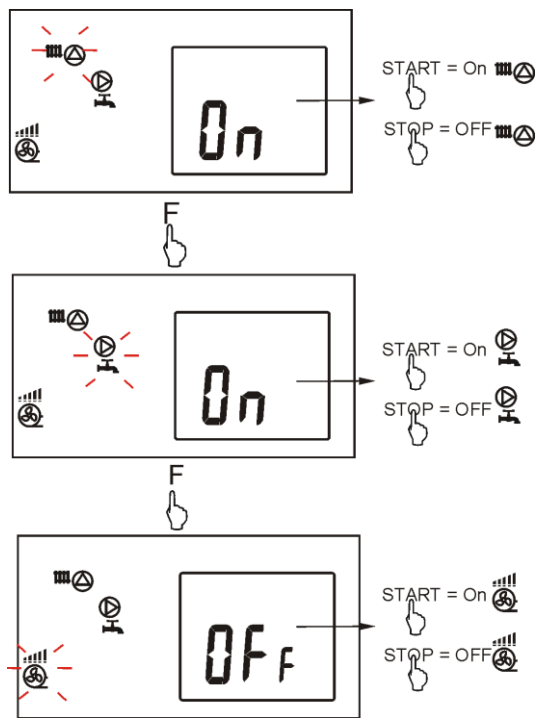 On
START = On
STOP = OFF
F
On
START = On
STOP = OFF
F
OFF
START = On
STOP = OFF